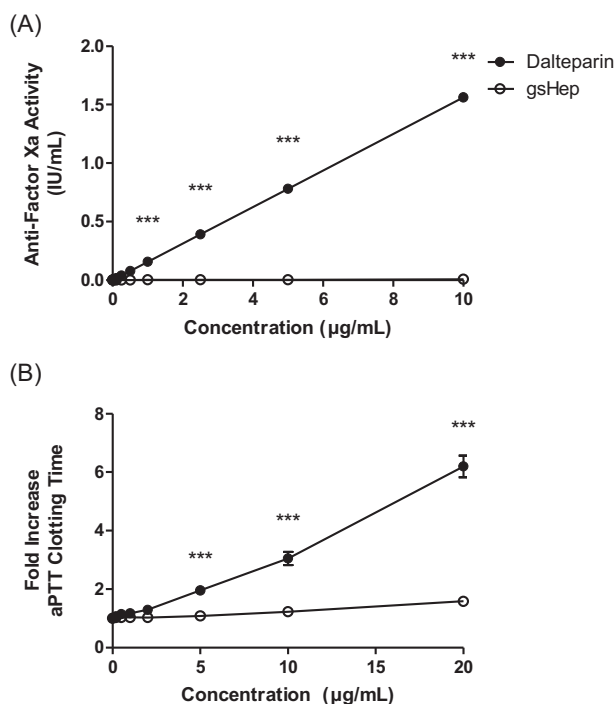 (A)
2.0
1.5
1.0
0.5
0.0
Anti-Factor Xa Activity
(IU/mL)
***
***
***
***
Dalteparin
gsHep
0 2 4 6 8 10
Concentration (µg/mL)
(B)
8
6
4
2
0
Fold Increase
aPTT Clotting Time
***
***
***
0 5 10 15 20
Concentration (µg/mL)